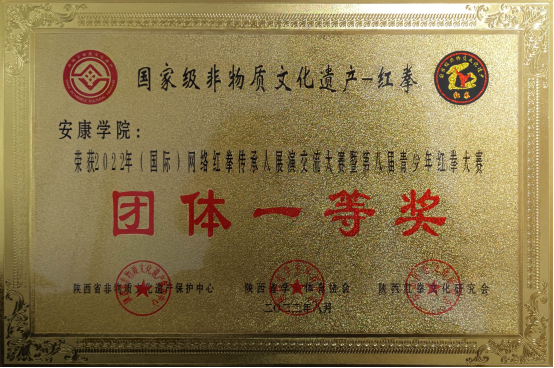 国家级非物质文化遗产-红拳
安康学院：
荣获2022年（国际）网络红拳传承人展演交流大赛暨第八届青少年红拳大赛
团体一等奖
陕西省非物质文化遗产保护中心 陕西省学生体育协会 陕西红拳文化研究会
二〇二二年八月